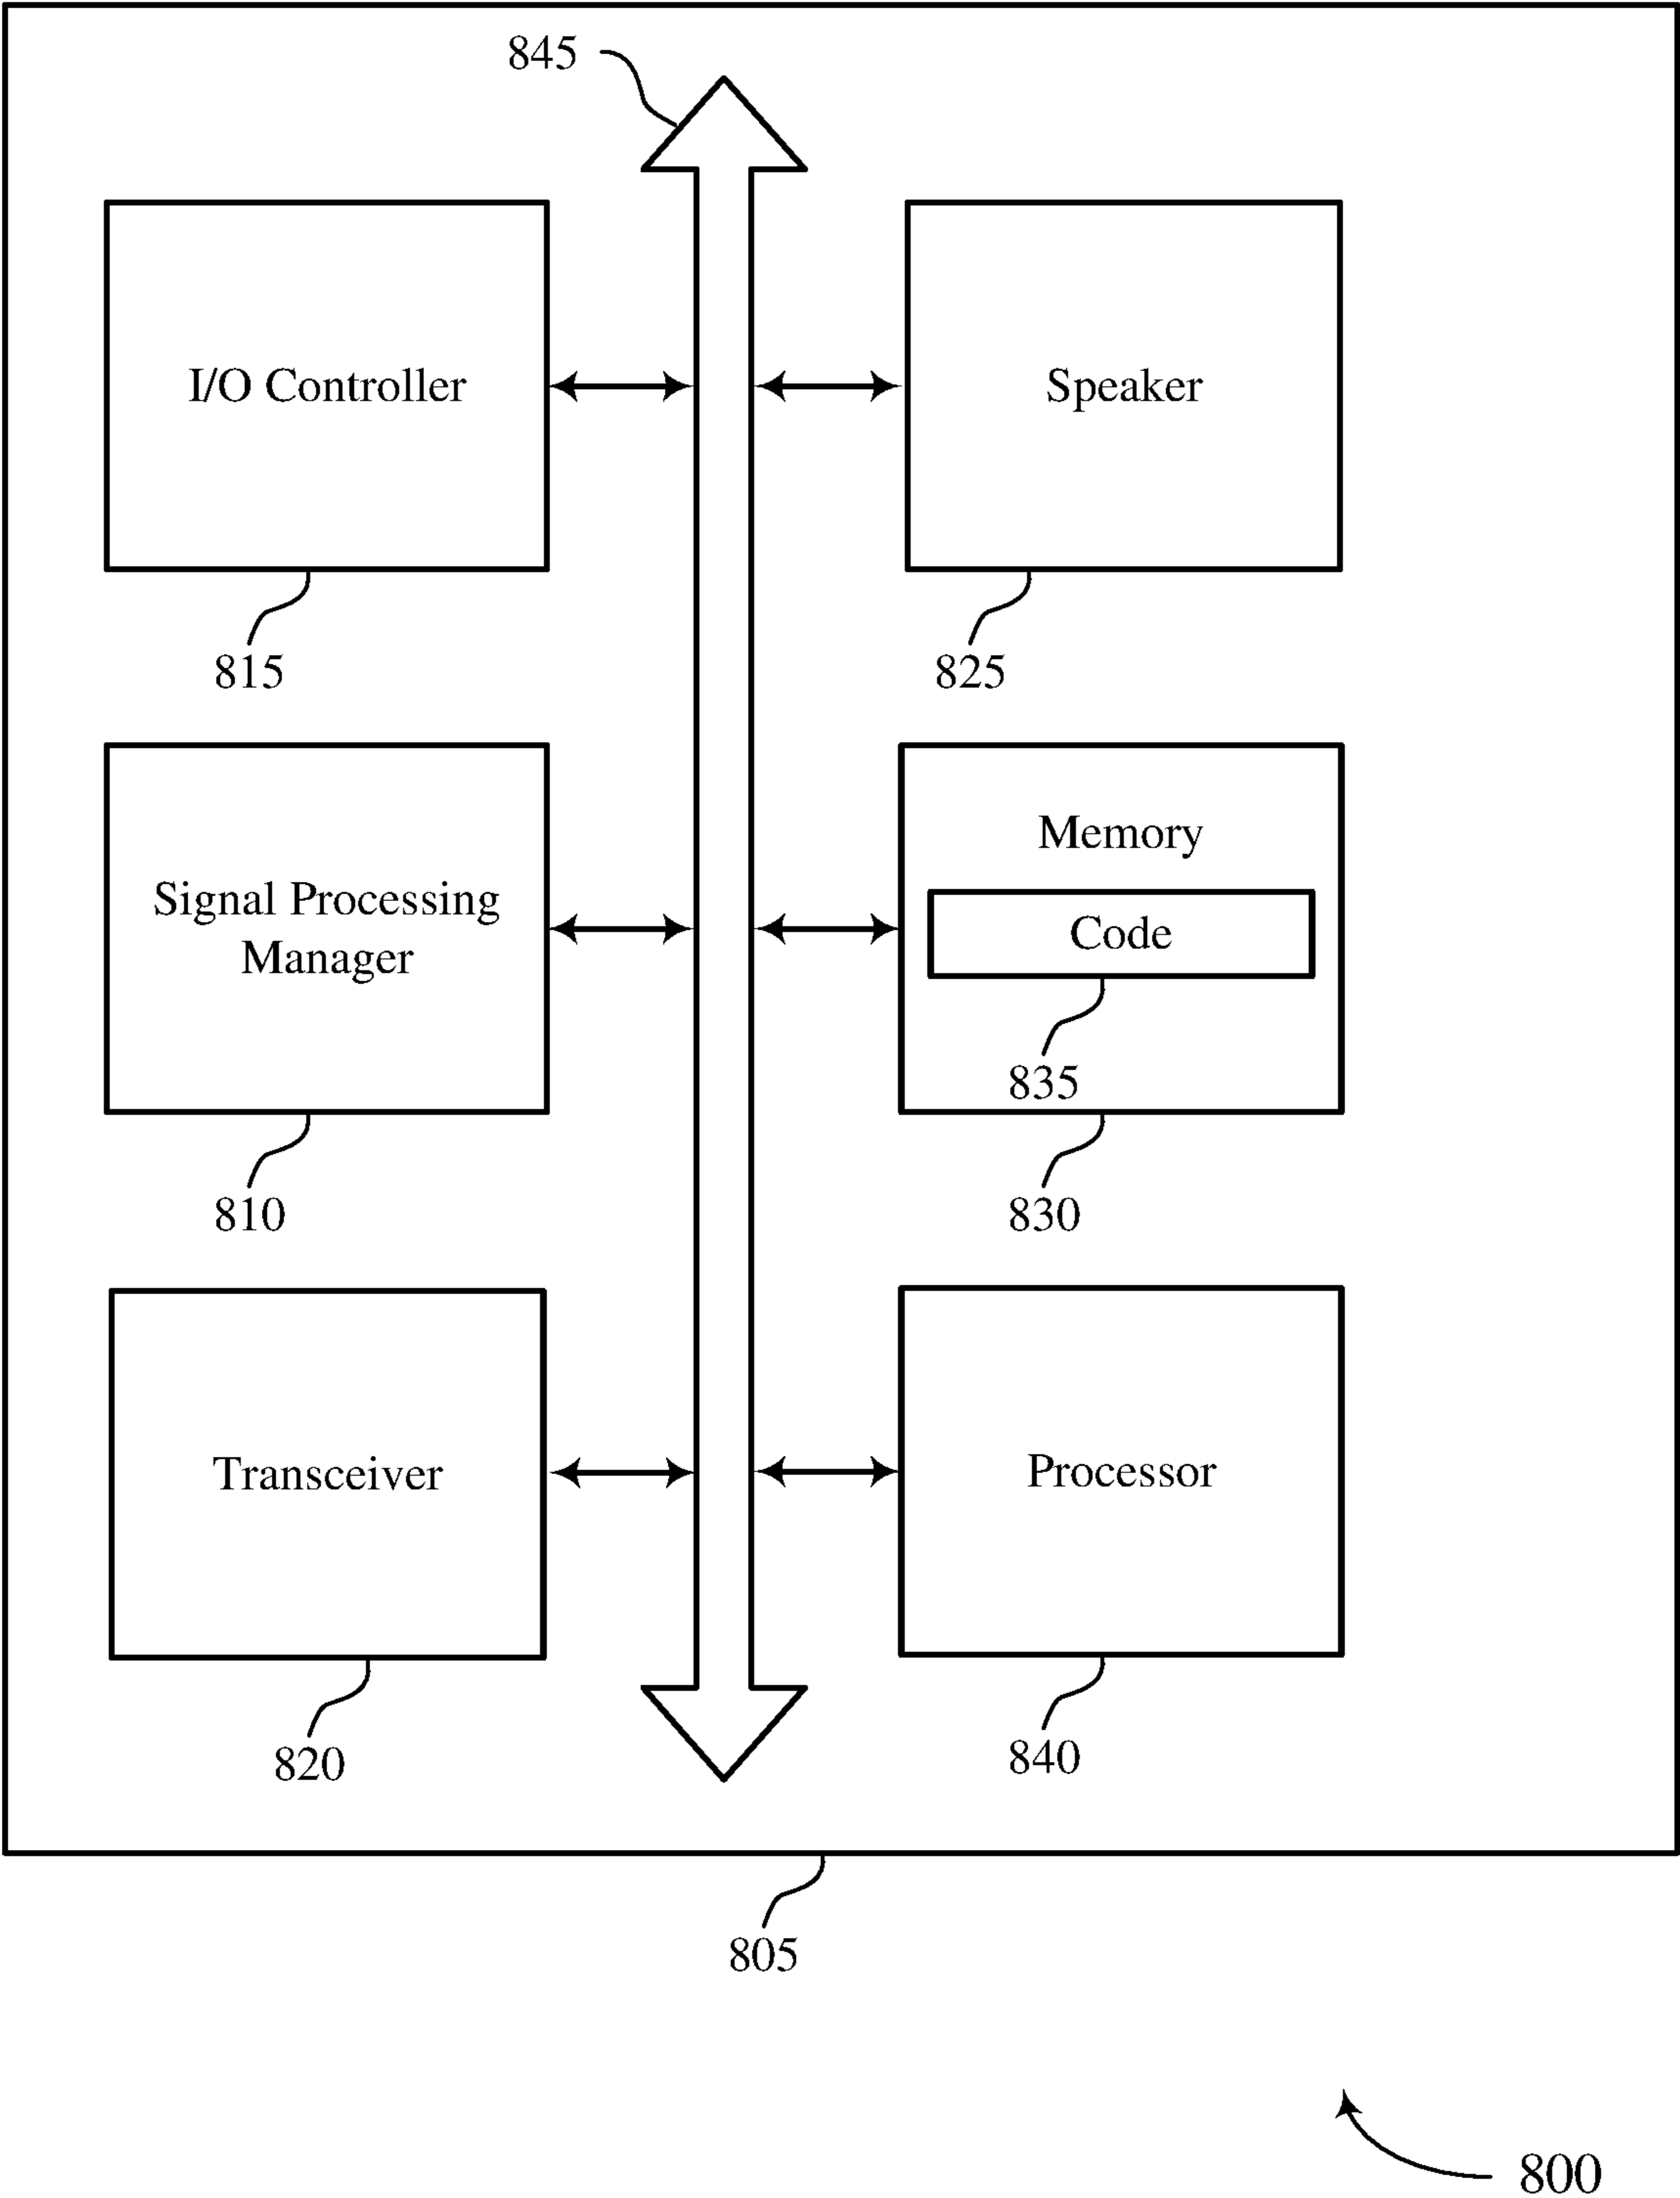 845
I/O Controller
Speaker
815
825
Signal Processing
Manager
Memory
Code
835
810
830
Transceiver
Processor
820
840
805
800